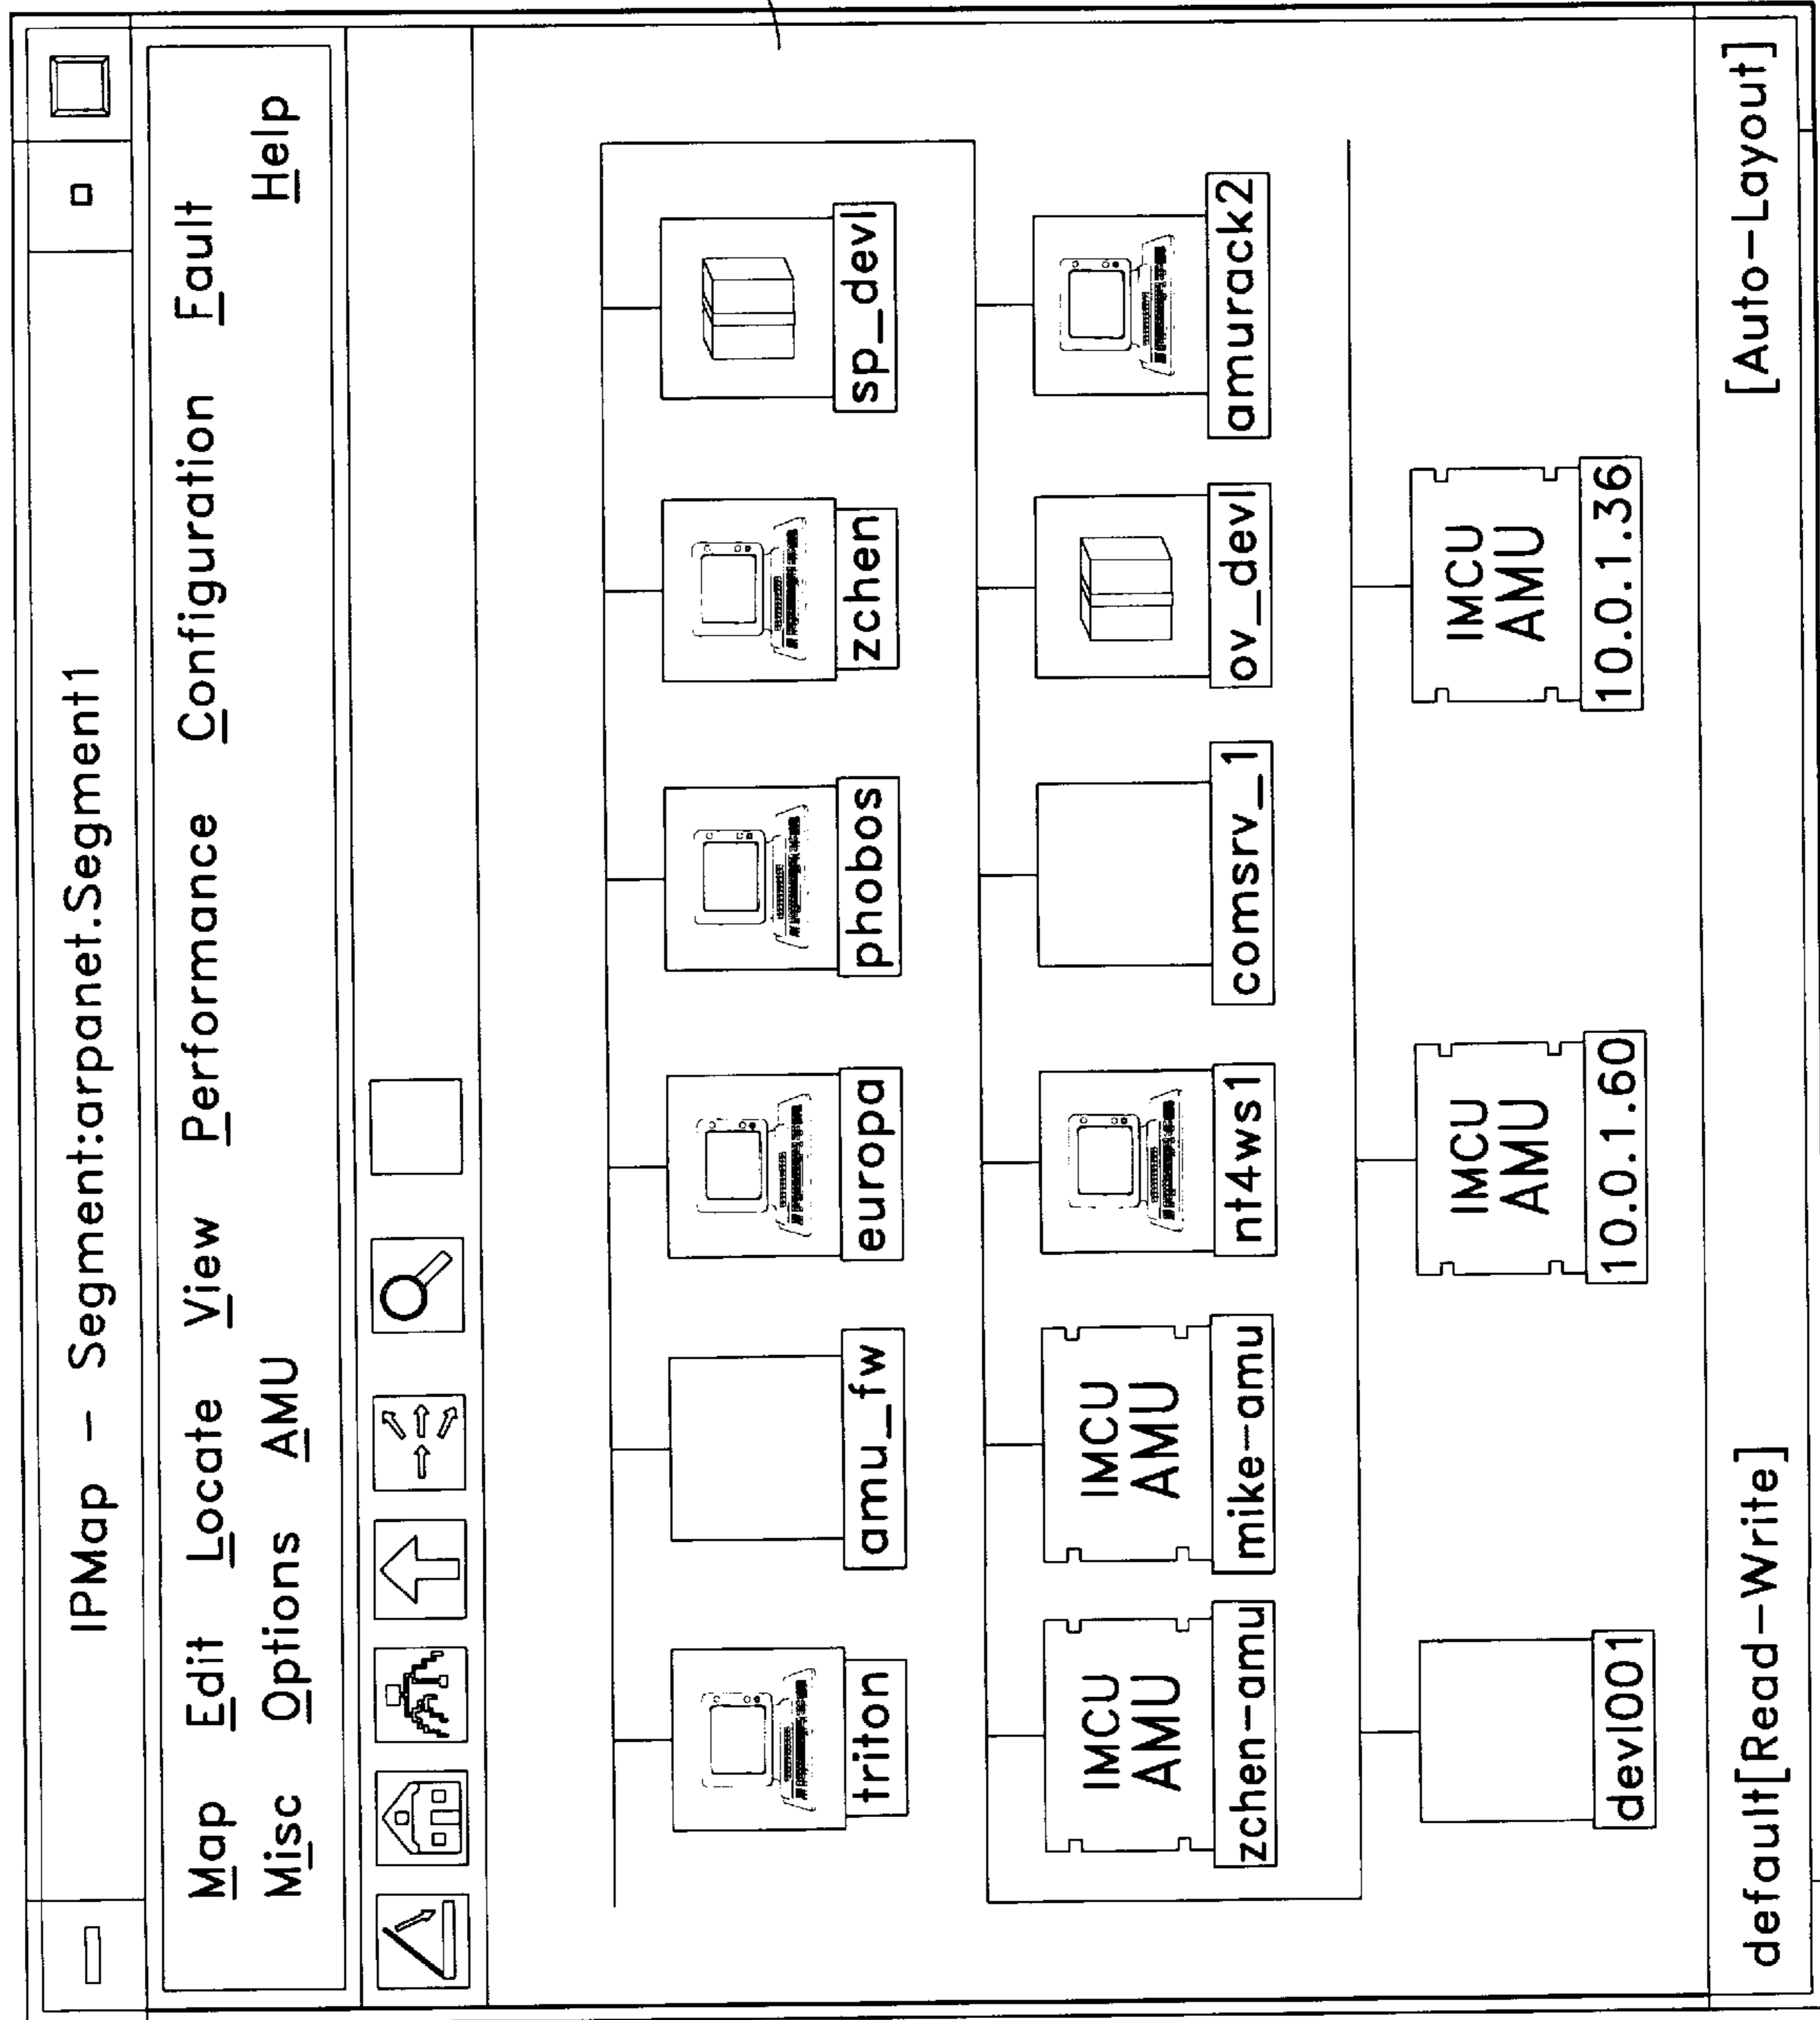 IPMap - Segment:arpanet.Segment1
Map Edit Locate View Performance Configuration Fault
Misc Options AMU Help
triton amu_fw europa phobos zchen sp_devl
IMCU IMCU
AMU AMU
zchen-amu mike-amu nt4ws1 comsrv_1 ov_devl amurack2
IMCU IMCU
AMU AMU
devl001 10.0.1.60 10.0.1.36
default[Read-Write] [Auto-Layout]